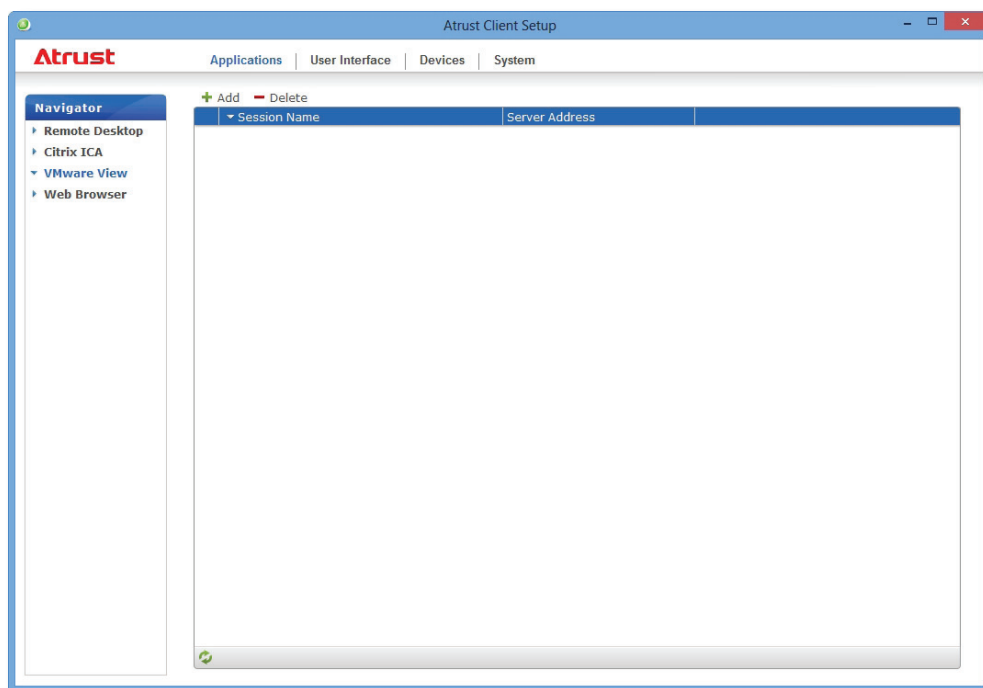 Atrust Client Setup
Atrust
Applications | User Interface | Devices | System
Navigator
Remote Desktop
Citrix ICA
VMware View
Web Browser
Add Delete
Session Name Server Address